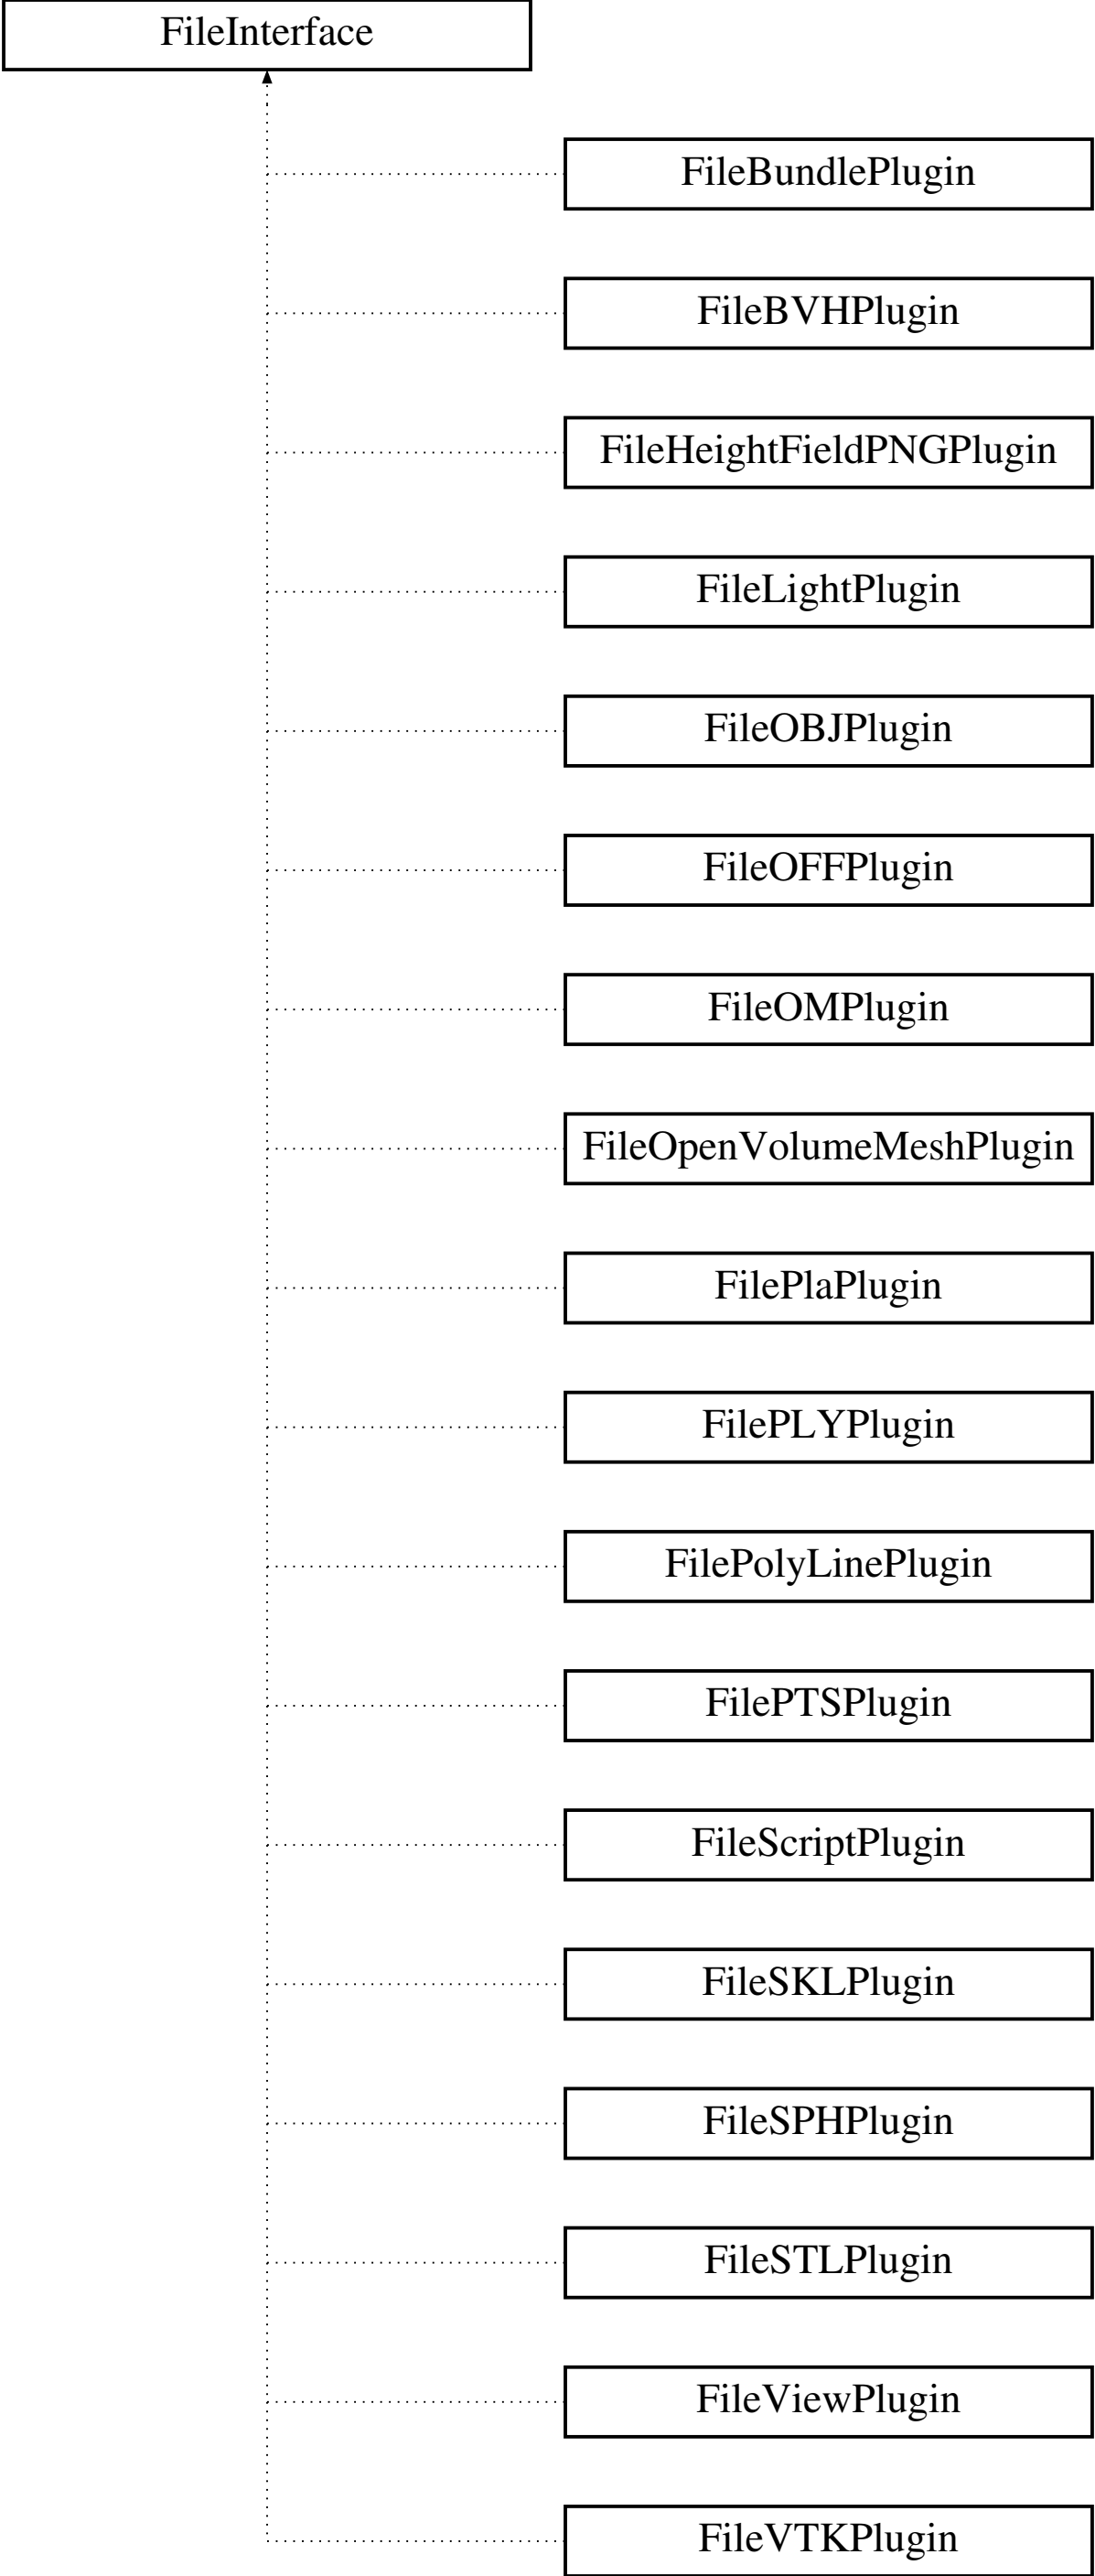 FileInterface
FileBundlePlugin
FileBVHPlugin
FileHeightFieldPNGPlugin
FileLightPlugin
FileOBJPlugin
FileOFFPlugin
FileOMPlugin
FileOpenVolumeMeshPlugin
FilePlaPlugin
FilePLYPlugin
FilePolyLinePlugin
FilePTSPlugin
FileScriptPlugin
FileSKLPlugin
FileSPHPlugin
FileSTLPlugin
FileViewPlugin
FileVTKPlugin